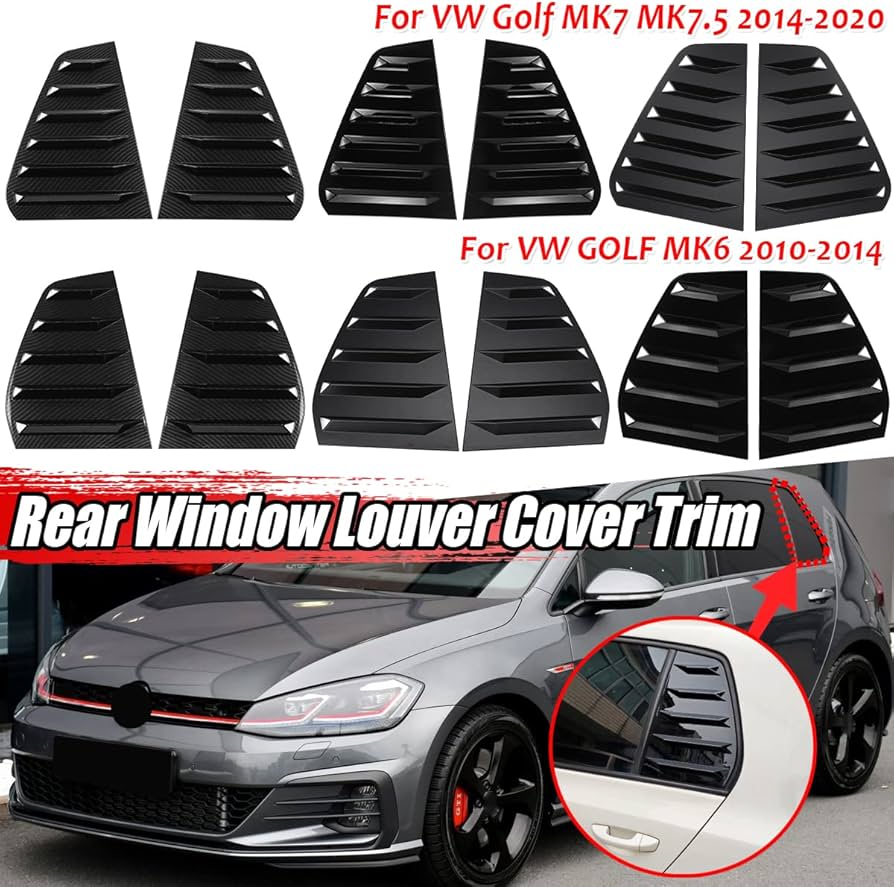 For VW Golf MK7 MK7.5 2014-2020
For VW GOLF MK6 2010-2014
Rear Window Louver Cover Trim
GTI